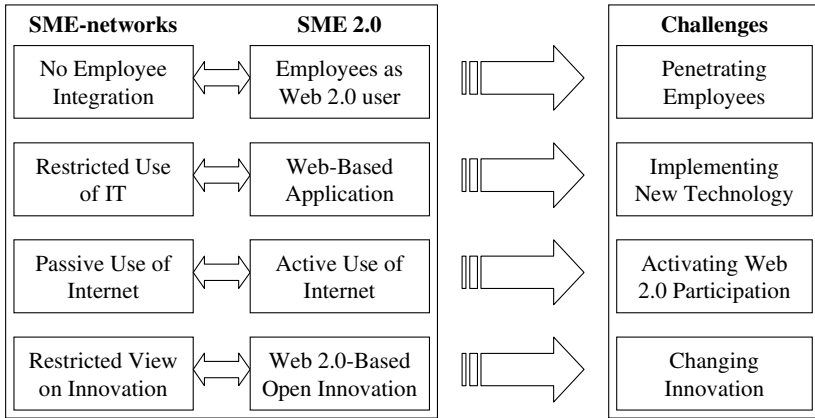 SME-networks
SME 2.0
Challenges
No Employee
Integration
Employees as
Web 2.0 user
Penetrating
Employees
Restricted Use
of IT
Web-Based
Application
Implementing
New Technology
Passive Use of
Internet
Active Use of
Internet
Activating Web
2.0 Participation
Restricted View
on Innovation
Web 2.0-Based
Open Innovation
Changing
Innovation